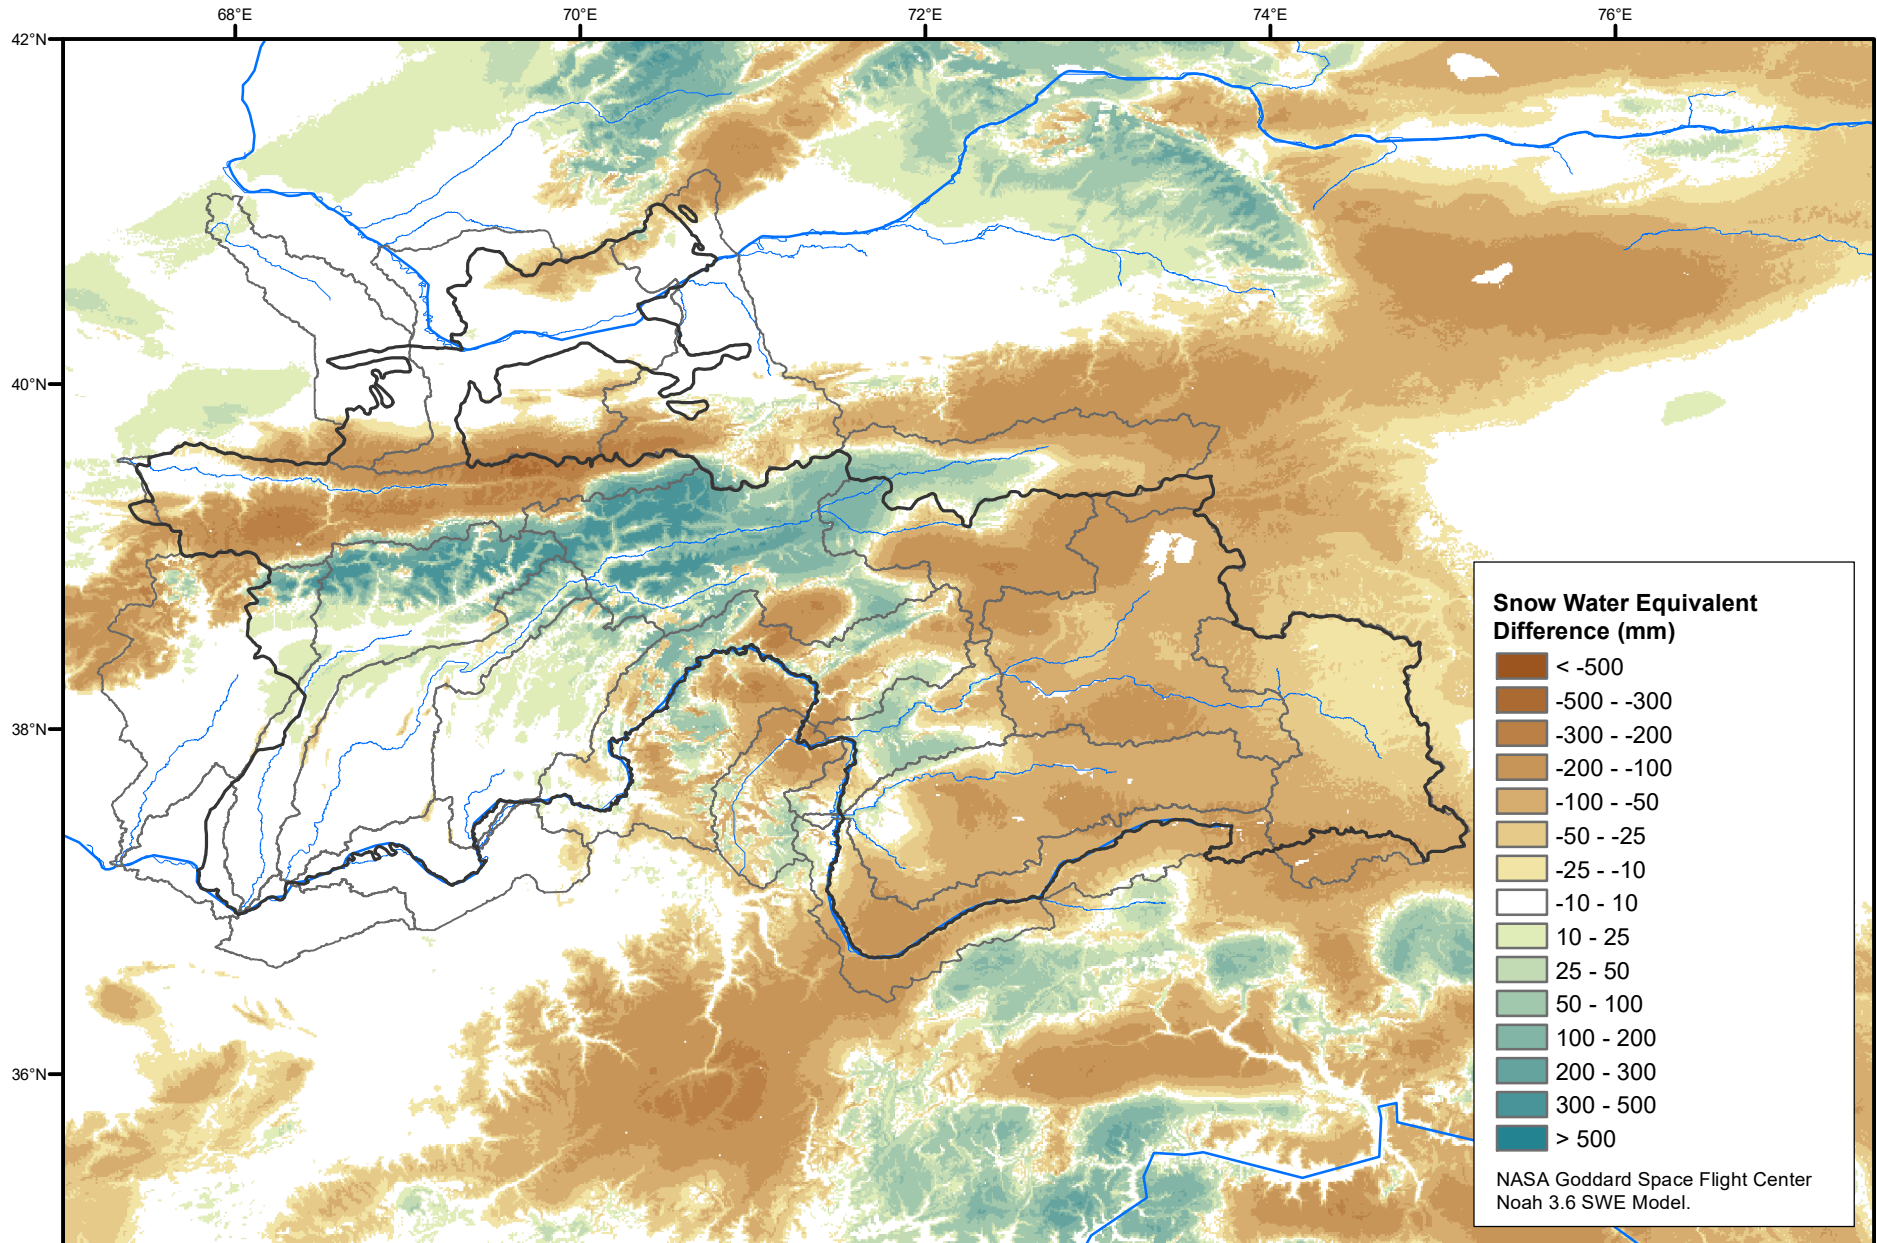 68°E
70°E
72°E
74°E
76°E
42°N
40°N
38°N
36°N
Snow Water Equivalent
Difference (mm)
< -500
-500 - -300
-300 - -200
-200 - -100
-100 - -50
-50 - -25
-25 - -10
-10 - 10
10 - 25
25 - 50
50 - 100
100 - 200
200 - 300
300 - 500
> 500
NASA Goddard Space Flight Center
Noah 3.6 SWE Model.